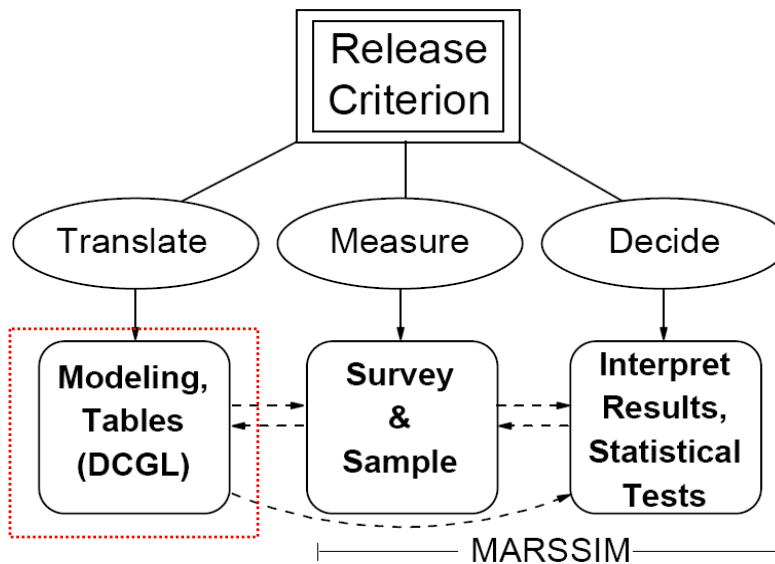 Release
Criterion
Translate
Measure
Decide
Modeling,
Tables
(DCGL)
Survey
&
Sample
Interpret
Results,
Statistical
Tests
MARSSIM